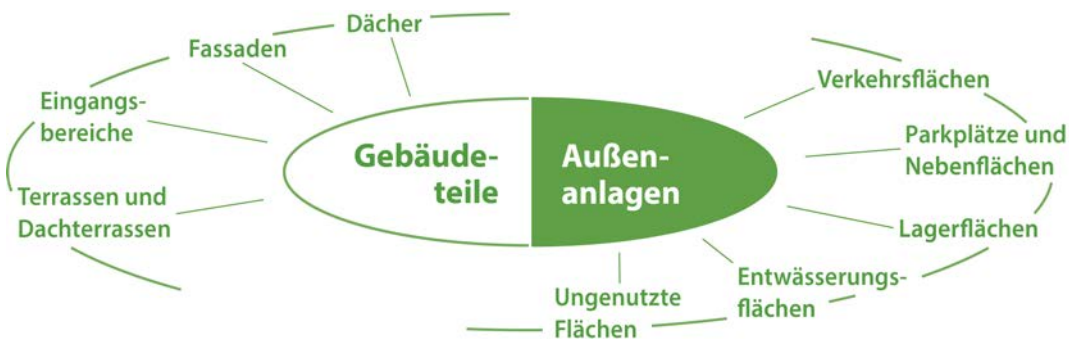 Dächer
Fassaden
Eingangs-
bereiche
Terrassen und
Dachterrassen
Gebäude-
teile
Außen-
anlagen
Verkehrsflächen
Parkplätze und
Nebenflächen
Lagerflächen
Entwässerungs-
flächen
Ungenutzte
Flächen